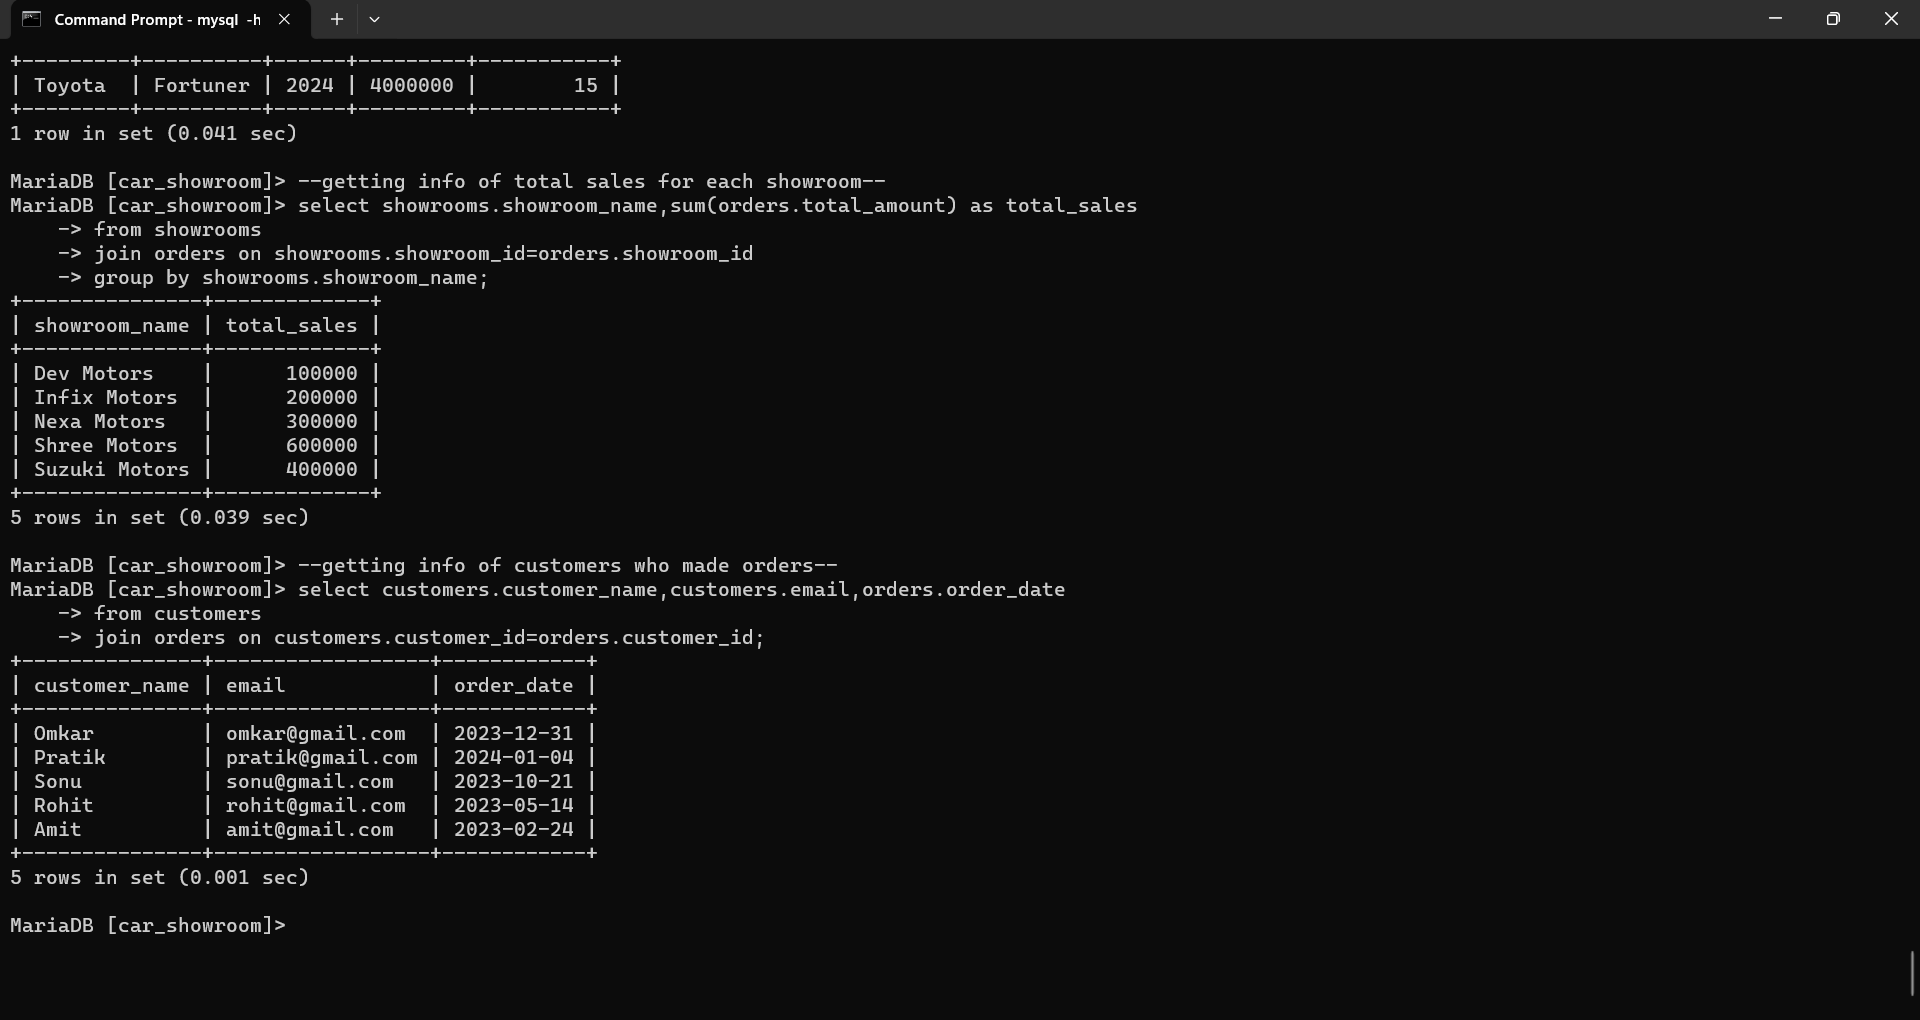 Command Prompt - mysql -h
+---------------+----------+------+---------+-----------+
| Toyota  | Fortuner | 2024 | 4000000 |        15 |
+---------+----------+------+---------+-----------+
1 row in set (0.041 sec)
MariaDB [car_showroom]> --getting info of total sales for each showroom--
MariaDB [car_showroom]> select showrooms.showroom_name,sum(orders.total_amount) as total_sales
    -> from showrooms
    -> join orders on showrooms.showroom_id=orders.showroom_id
    -> group by showrooms.showroom_name;
+---------------+-------------+
| showroom_name | total_sales |
+---------------+-------------+
| Dev Motors    |      100000 |
| Infix Motors  |      200000 |
| Nexa Motors   |      300000 |
| Shree Motors  |      600000 |
| Suzuki Motors |      400000 |
+---------------+-------------+
5 rows in set (0.039 sec)
MariaDB [car_showroom]> --getting info of customers who made orders--
MariaDB [car_showroom]> select customers.customer_name,customers.email,orders.order_date
    -> from customers
    -> join orders on customers.customer_id=orders.customer_id;
+---------------+------------------+------------+
| customer_name | email            | order_date |
+---------------+------------------+------------+
| Omkar         | omkar@gmail.com  | 2023-12-31 |
| Pratik        | pratik@gmail.com | 2024-01-04 |
| Sonu          | sonu@gmail.com   | 2023-10-21 |
| Rohit         | rohit@gmail.com  | 2023-05-14 |
| Amit          | amit@gmail.com   | 2023-02-24 |
+---------------+------------------+------------+
5 rows in set (0.001 sec)
MariaDB [car_showroom]>